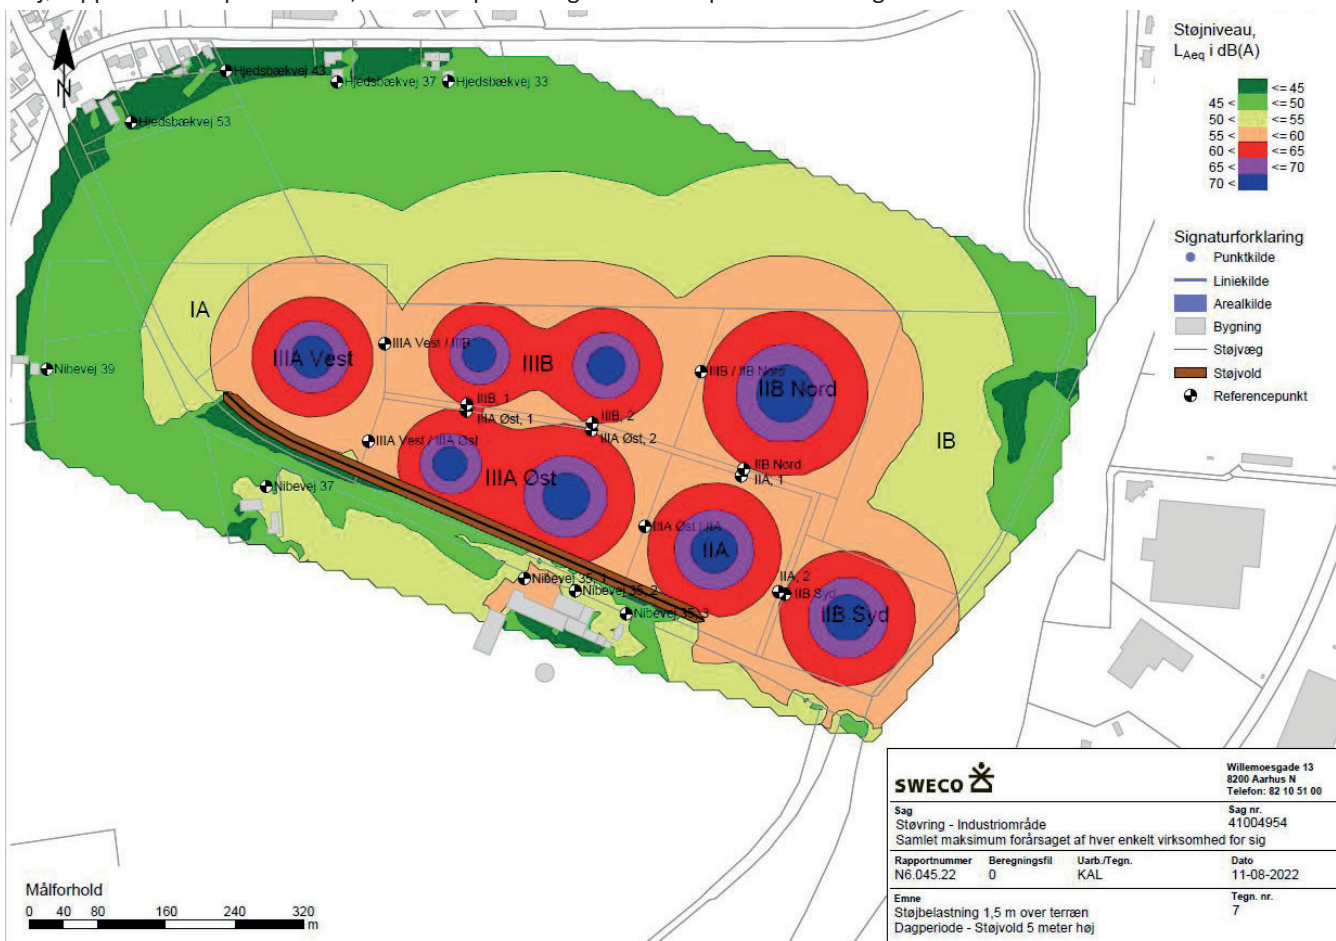 Støjniveau,
LAeq i dB(A)
<= 45
45 < <= 50
50 < <= 55
55 < <= 60
60 < <= 65
65 < <= 70
70 <
Signaturforklaring
Punktkilde
Liniekilde
Arealkilde
Bygning
Støjvæg
Støjvold
Referencepunkt
N
Hjedsbækvej 43
Hjedsbækvej 37
Hjedsbækvej 33
Hjedsbækvej 53
IA
IIIA Vest
IIIA Vest / IIIB
IIIB
IIIB / IIB Nord
IIB Nord
Nibevej 39
IIIB, 1
IIIA Øst, 1
IIIB, 2
IIIA Øst, 2
IIIA Vest / IIIA Øst
IB
IIB Nord
IIA, 1
IIIA Øst
Nibevej 37
IIIA Øst / IIA
IIA
Nibevej 35, 1
Nibevej 35, 2
Nibevej 35, 3
IIA, 2
IIB Syd
IIB Syd
Målforhold
0 40 80 160 240 320
m
SWECO
Willemoesgade 13
8200 Aarhus N
Telefon: 82 10 51 00
Sag
Støvring - Industriområde
Samlet maksimum forårsaget af hver enkelt virksomhed for sig
Sag nr.
41004954
Rapportnummer Beregningsfil Uarb./Tegn. Dato
N6.045.22 0 KAL 11-08-2022
Emne
Støjbelastning 1,5 m over terræn
Dagperiode - Støjvold 5 meter høj
Tegn. nr.
7